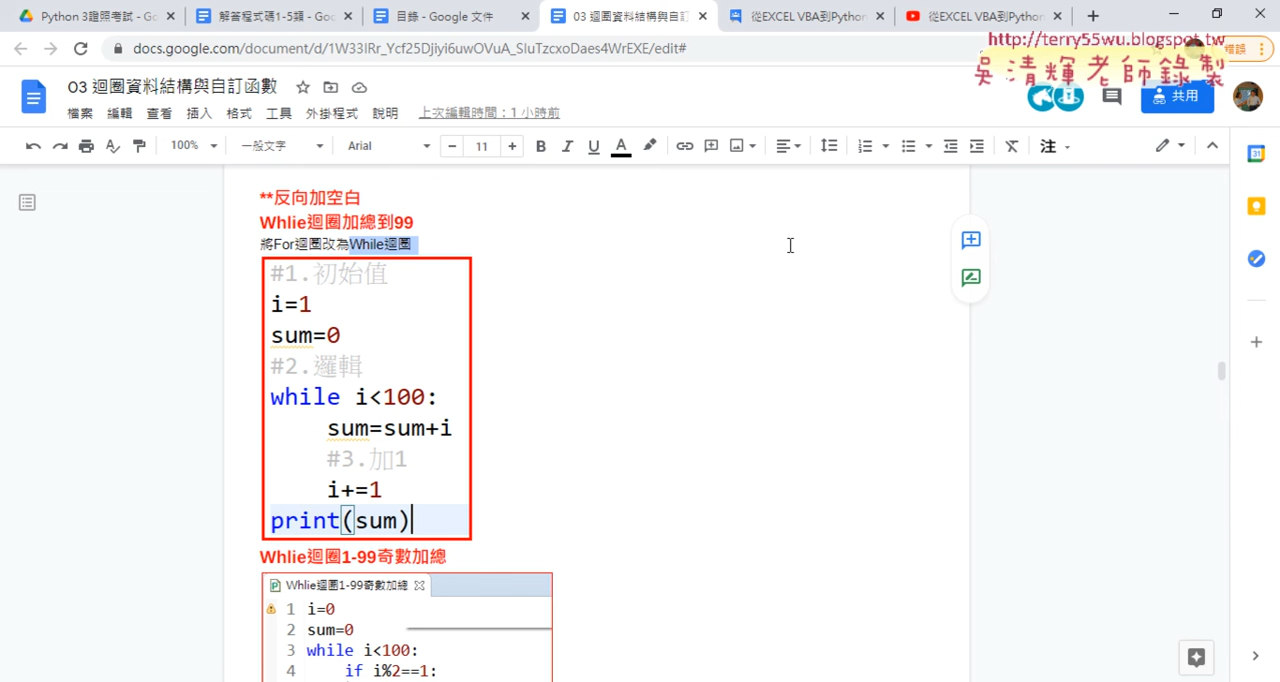 Python 3證照考試 - Gc
解答程式碼1-5類 - Goc
目錄 - Google 文件
03 迴圈資料結構與自訂
從EXCEL VBA到Python
從EXCEL VBA到Python
docs.google.com/document/d/1W33lRr_Ycf25Djiyi6uwOVuA_SIuTzcxoDaes4WrEXE/edit#
http://terry55wu.blogspot.tw
吳清輝老師錄製
錯誤
03 迴圈資料結構與自訂函數
檔案 編輯 查看 插入 格式 工具 外掛程式 說明 上次編輯時間：1 小時前
共用
100% 一般文字 Arial 11 B I U A 注
31
**反向加空白
Whlie迴圈加總到99
將For迴圈改為While迴圈
#1.初始值
i=1
sum=0
#2.邏輯
while i<100:
sum=sum+i
#3.加1
i+=1
print(sum)
Whlie迴圈1-99奇數加總
Whlie迴圈1-99奇數加總
1 i=0
2 sum=0
3 while i<100:
4 if i%2==1: